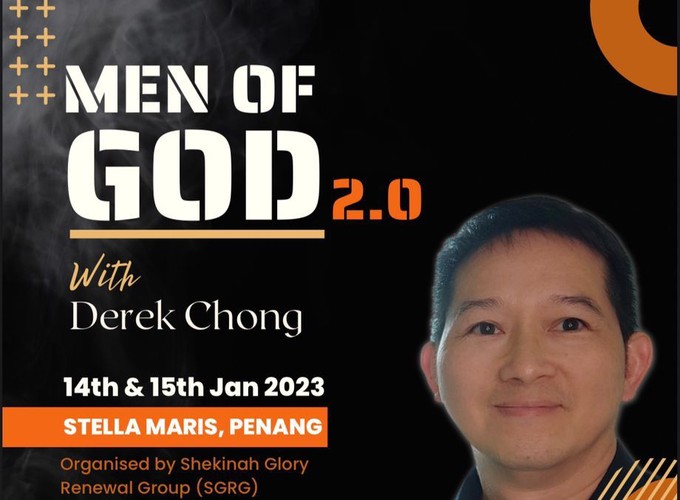 MEN OF
GOD 2.0
With
Derek Chong
14th & 15th Jan 2023
STELLA MARIS, PENANG
Organised by Shekinah Glory
Renewal Group (SGRG)